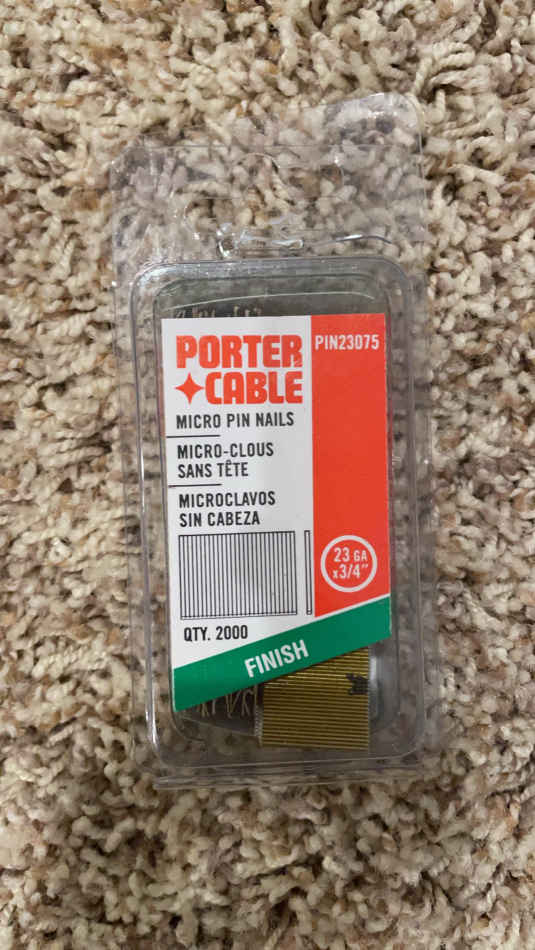 PORTER
CABLE
PIN23075
MICRO PIN NAILS
MICRO-CLOUS
SANS TÊTE
MICROCLAVOS
SIN CABEZA
23 GA
x3/4"
QTY. 2000
FINISH